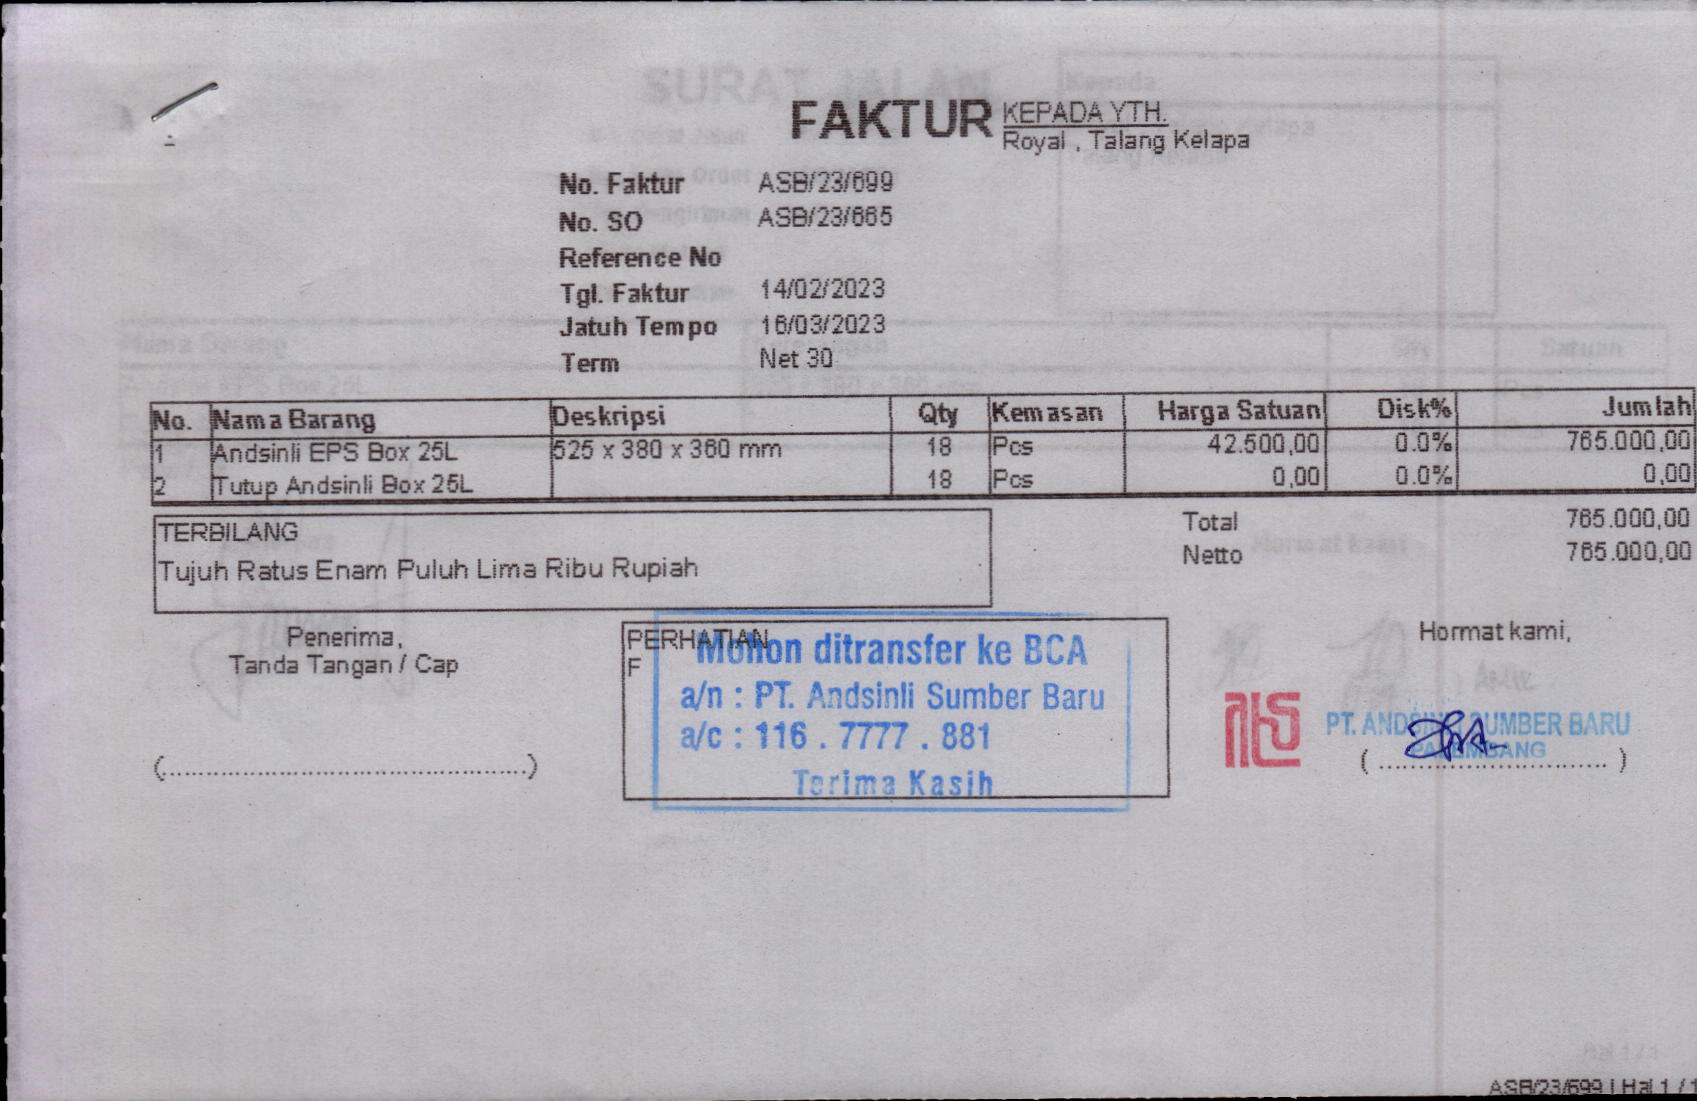 FAKTUR
KEPADA YTH.
Royal , Talang Kelapa
No. Faktur ASB/23/699
No. SO ASB/23/665
Reference No
Tgl. Faktur 14/02/2023
Jatuh Tempo 16/03/2023
Term Net 30
No. Nama Barang Deskripsi Qty Kemasan Harga Satuan Disk% Jumlah
1 Andsinli EPS Box 25L 525 x 380 x 360 mm 18 Pcs 42.500,00 0.0% 765.000,00
2 Tutup Andsinli Box 25L 18 Pcs 0,00 0.0% 0,00
TERBILANG
Tujuh Ratus Enam Puluh Lima Ribu Rupiah
Total 765.000,00
Netto 765.000,00
Penerima,
Tanda Tangan / Cap
(................................................)
PERHATIAN
F
Mohon ditransfer ke BCA
a/n : PT. Andsinli Sumber Baru
a/c : 116 . 7777 . 881
Terima Kasih
Hormat kami,
PT. ANDSINLI SUMBER BARU
PALEMBANG
( .............................. )
ASB/23/699 | Hal 1 / 1